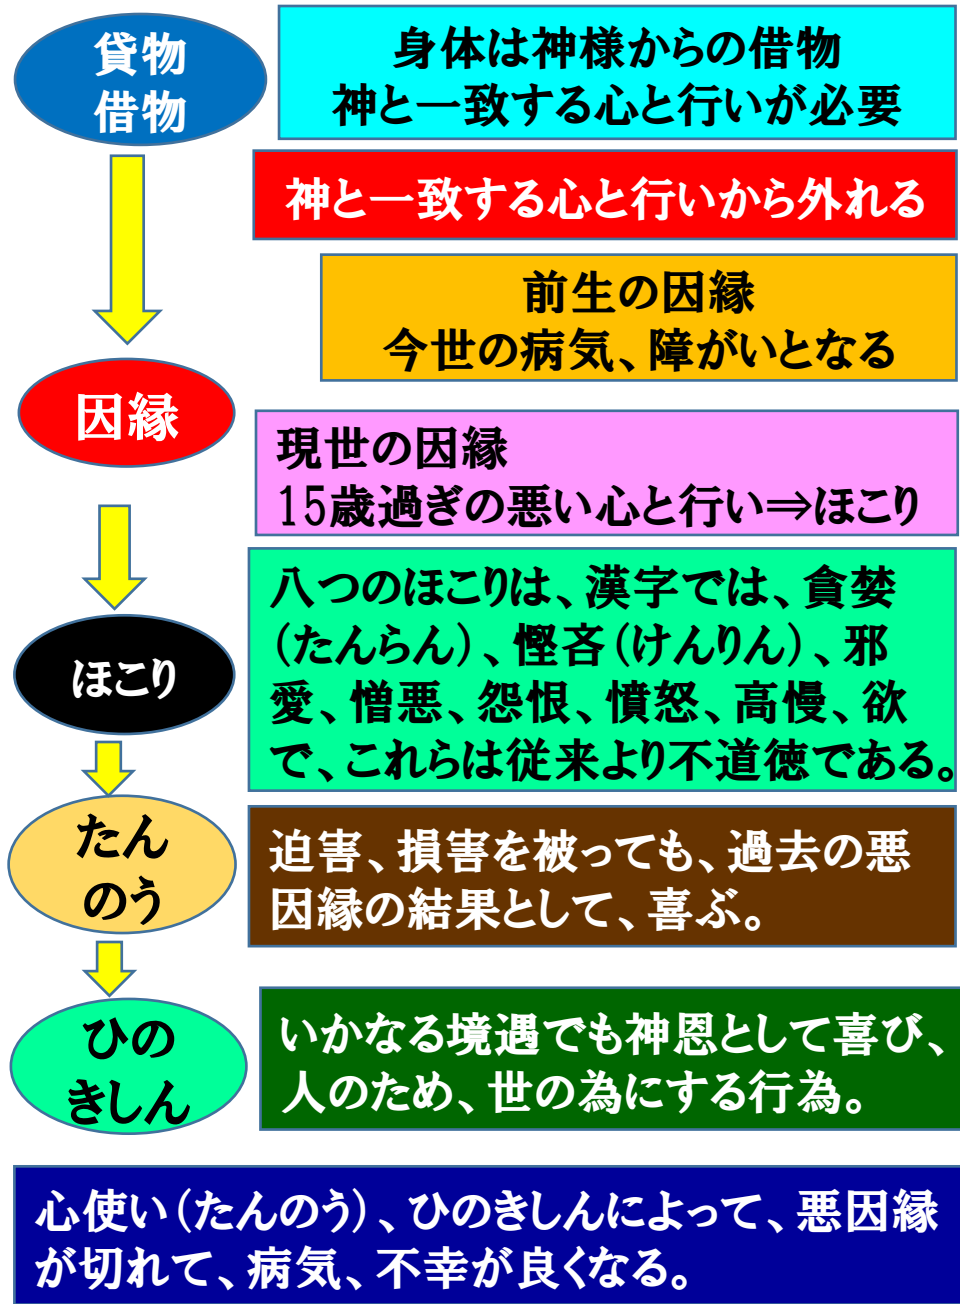 貸物
借物
身体は神様からの借物
神と一致する心と行いが必要
神と一致する心と行いから外れる
前生の因縁
今世の病気、障がいとなる
因縁
現世の因縁
15歳過ぎの悪い心と行い⇒ほこり
ほこり
八つのほこりは、漢字では、貪婪
(たんらん)、慳吝(けんりん)、邪
愛、憎悪、怨恨、憤怒、高慢、欲
で、これらは従来より不道徳である。
たん
のう
迫害、損害を被っても、過去の悪
因縁の結果として、喜ぶ。
ひの
きしん
いかなる境遇でも神恩として喜び、
人のため、世の為にする行為。
心使い(たんのう)、ひのきしんによって、悪因縁
が切れて、病気、不幸が良くなる。